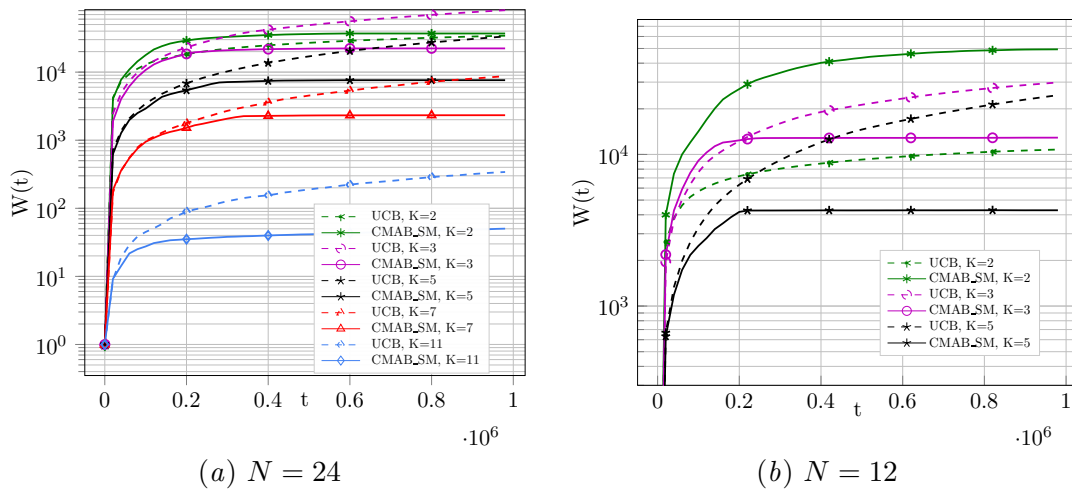 W(t)
10^4
10^3
10^2
10^1
10^0
UCB, K=2
CMAB_SM, K=2
UCB, K=3
CMAB_SM, K=3
UCB, K=5
CMAB_SM, K=5
UCB, K=7
CMAB_SM, K=7
UCB, K=11
CMAB_SM, K=11
0 0.2 0.4 0.6 0.8 1
t
·10^6
(a) N = 24
W(t)
10^4
10^3
UCB, K=2
CMAB_SM, K=2
UCB, K=3
CMAB_SM, K=3
UCB, K=5
CMAB_SM, K=5
0 0.2 0.4 0.6 0.8 1
t
·10^6
(b) N = 12